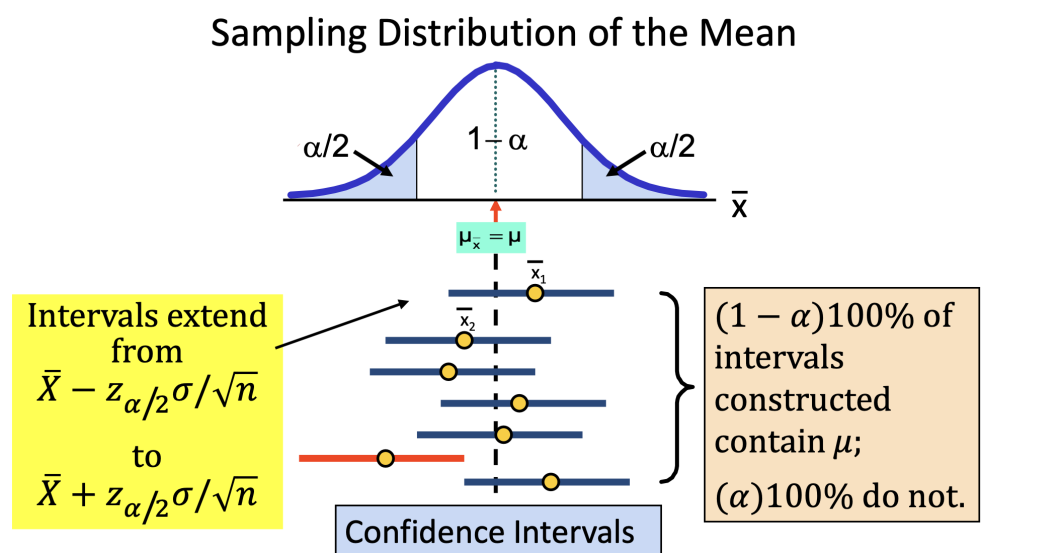 Sampling Distribution of the Mean
α/2
1– α
α/2
x̅
μx̅ = μ
x̅1
x̅2
Intervals extend
from
X̄ − zα/2σ/√n
to
X̄ + zα/2σ/√n
(1 − α)100% of
intervals
constructed
contain μ;
(α)100% do not.
Confidence Intervals